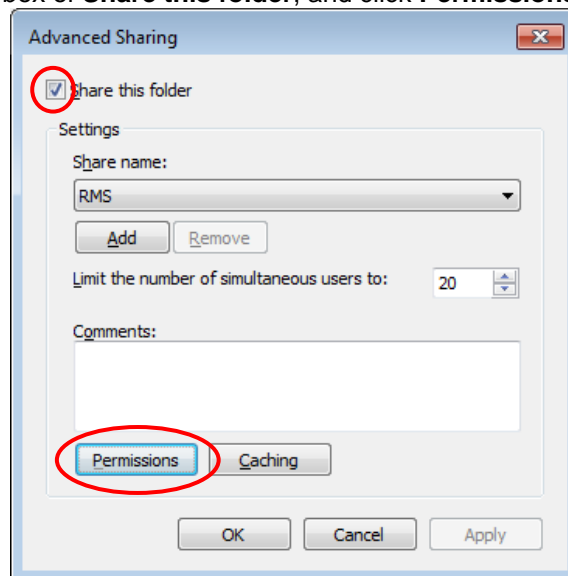 box of Share this folder, and click Permissions
Advanced Sharing
Share this folder
Settings
Share name:
RMS
Add Remove
Limit the number of simultaneous users to: 20
Comments:
Permissions Caching
OK Cancel Apply